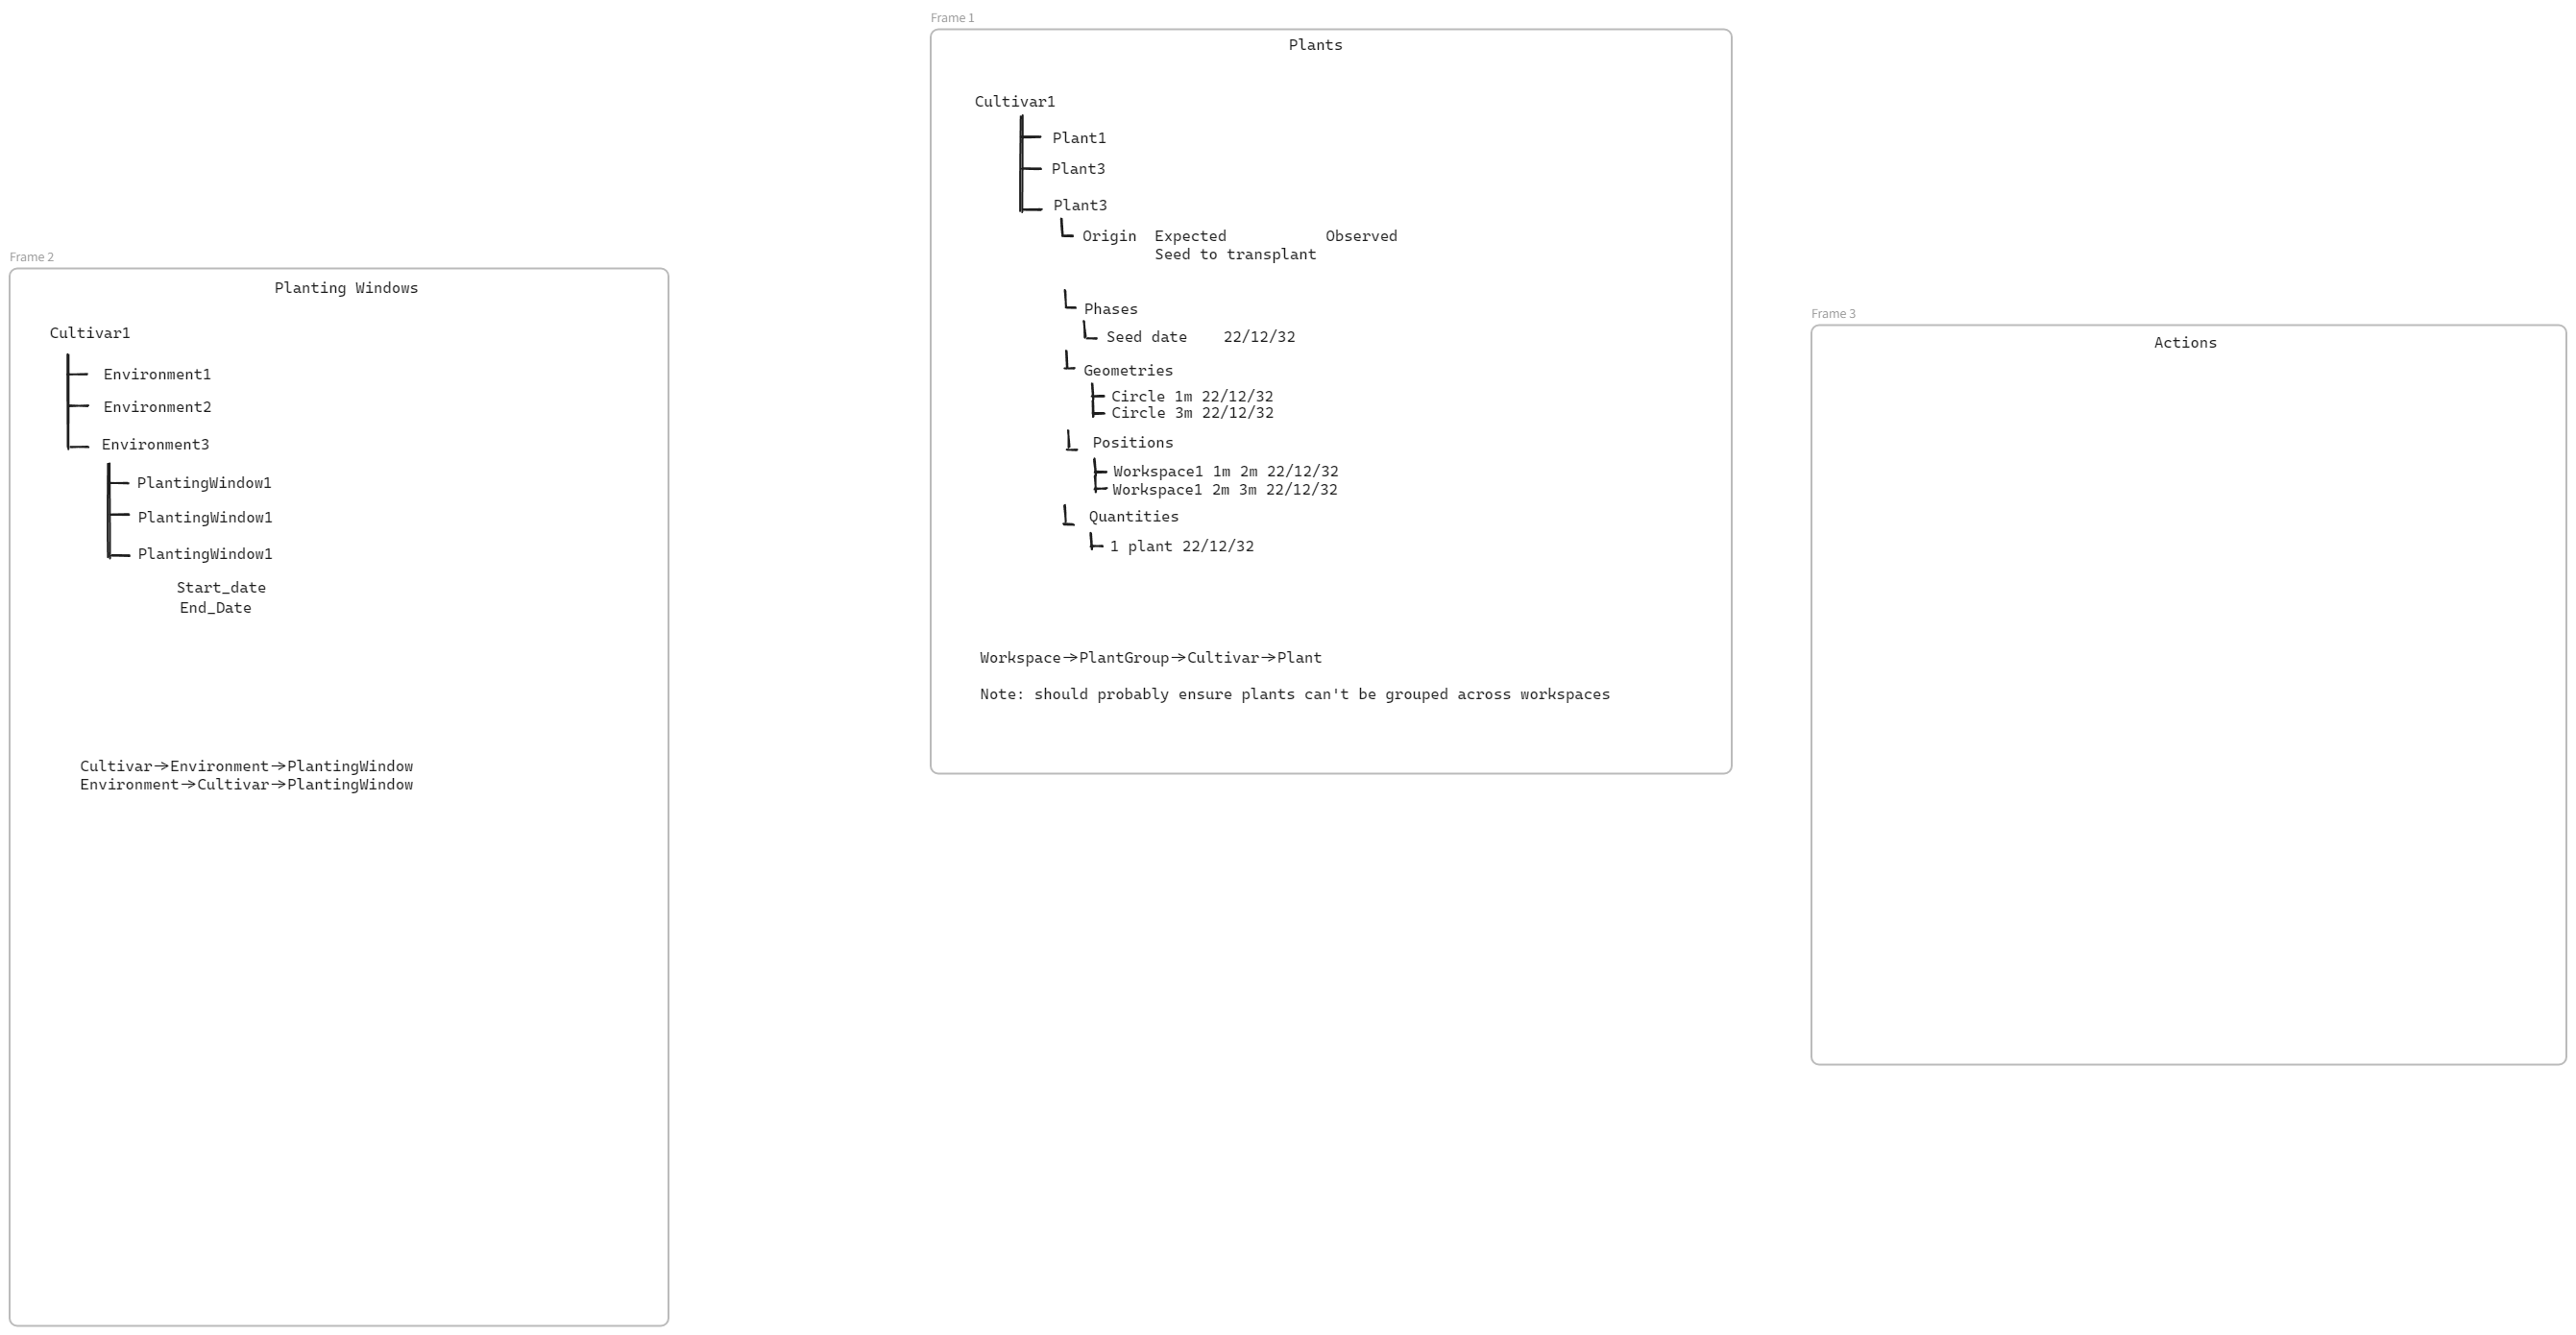 Frame 1
Plants
Cultivar1
Plant1
Plant3
Plant3
Origin Expected Observed
Seed to transplant
Phases
Seed date 22/12/32
Geometries
Circle 1m 22/12/32
Circle 3m 22/12/32
Positions
Workspace1 1m 2m 22/12/32
Workspace1 2m 3m 22/12/32
Quantities
1 plant 22/12/32
Workspace→PlantGroup→Cultivar→Plant
Note: should probably ensure plants can't be grouped across workspaces
Frame 2
Planting Windows
Cultivar1
Environment1
Environment2
Environment3
PlantingWindow1
PlantingWindow1
PlantingWindow1
Start_date
End_Date
Cultivar→Environment→PlantingWindow
Environment→Cultivar→PlantingWindow
Frame 3
Actions